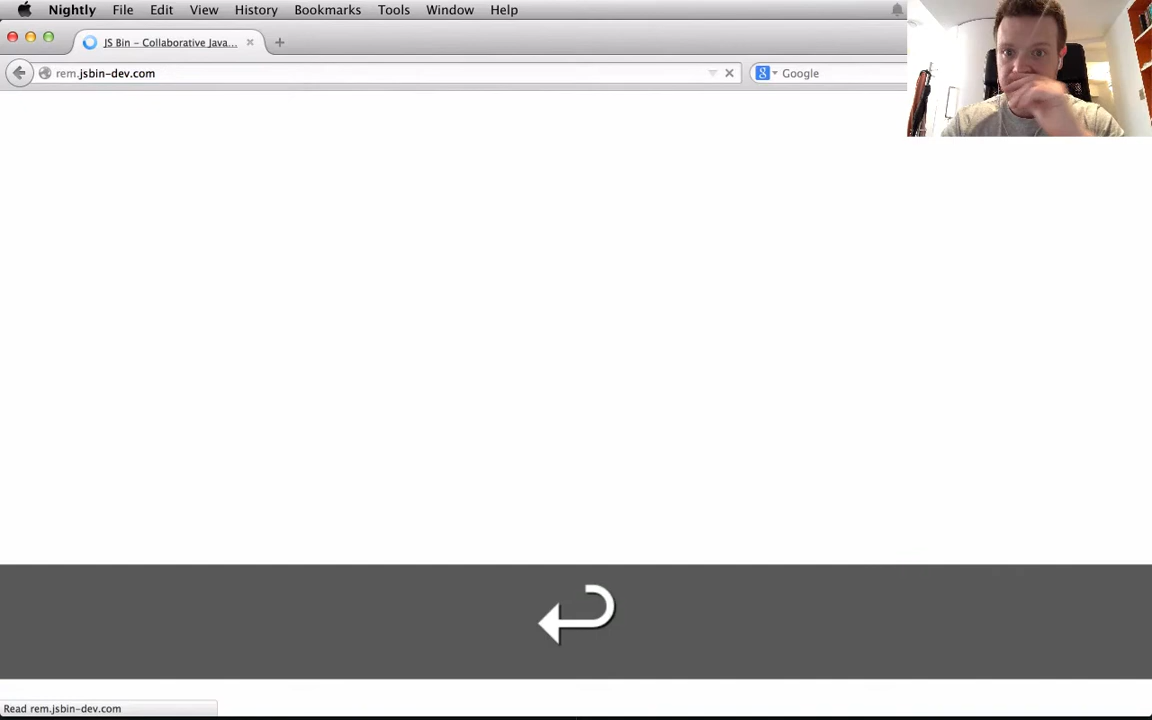 Nightly File Edit View History Bookmarks Tools Window Help
JS Bin – Collaborative Java...
rem.jsbin-dev.com
Google
Read rem.jsbin-dev.com